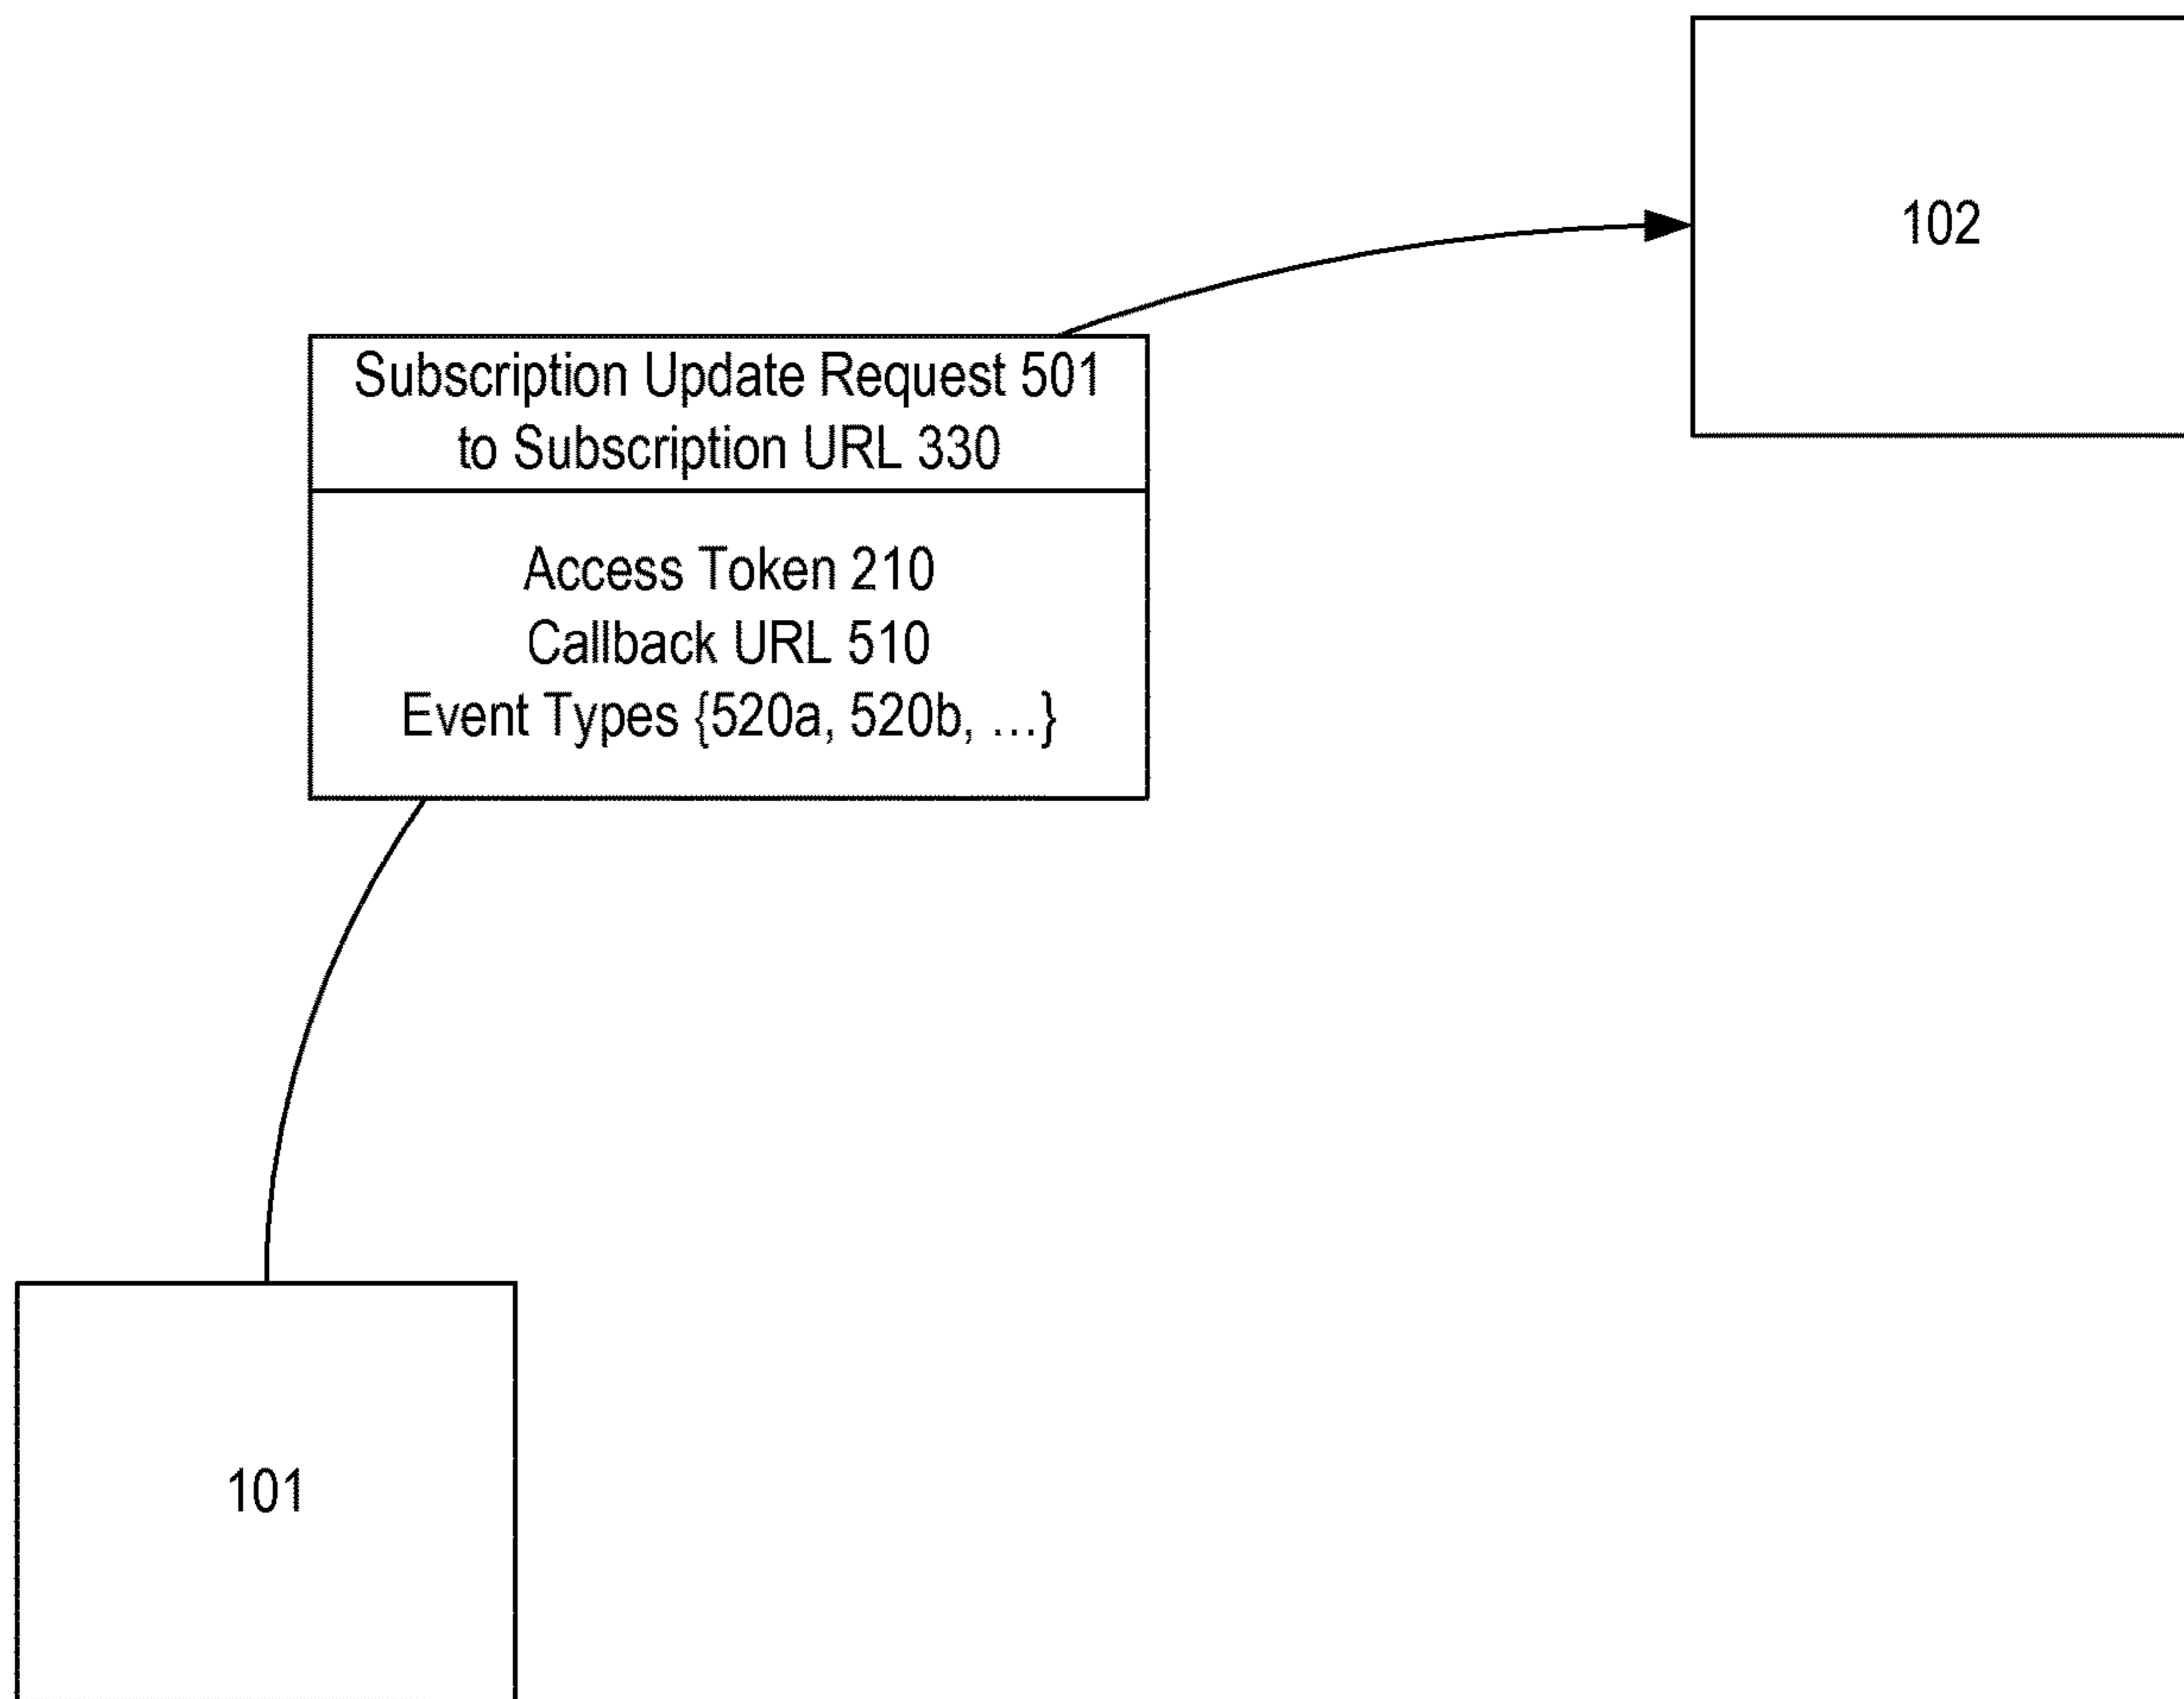 102
Subscription Update Request 501
to Subscription URL 330
Access Token 210
Callback URL 510
Event Types {520a, 520b, ...}
101